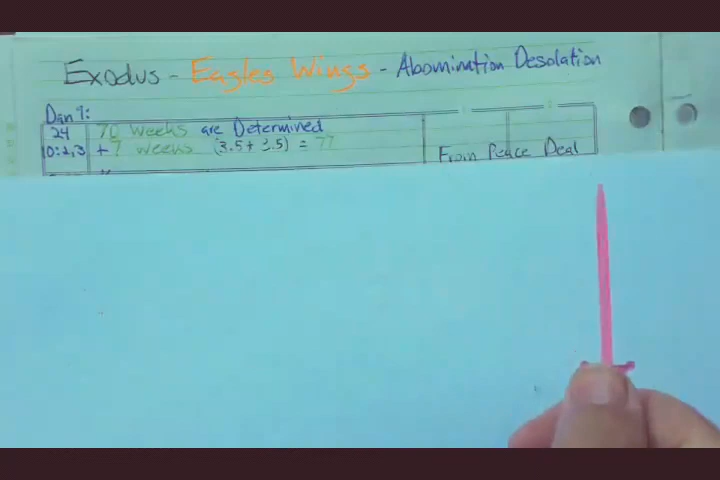 Exodus - Eagles Wings - Abomination Desolation
Dan 9:
24 70 Weeks are Determined
10:2,3 + 7 weeks (3.5 + 3.5) = 77
From Peace Deal